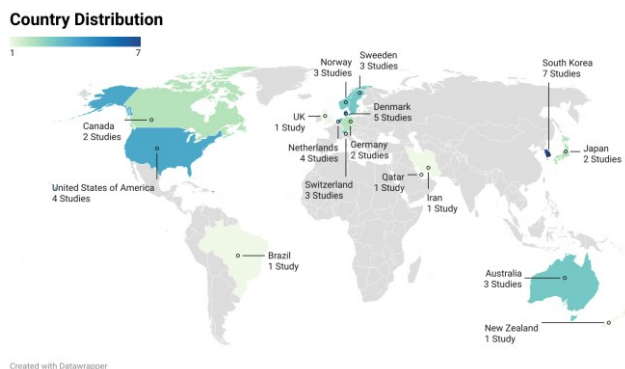 Country Distribution
1
7
Norway
3 Studies
Sweeden
3 Studies
South Korea
7 Studies
Canada
2 Studies
UK
1 Study
Denmark
5 Studies
Netherlands
4 Studies
Germany
2 Studies
Japan
2 Studies
United States of America
4 Studies
Switzerland
3 Studies
Qatar
1 Study
Iran
1 Study
Brazil
1 Study
Australia
3 Studies
New Zealand
1 Study
Created with Datawrapper